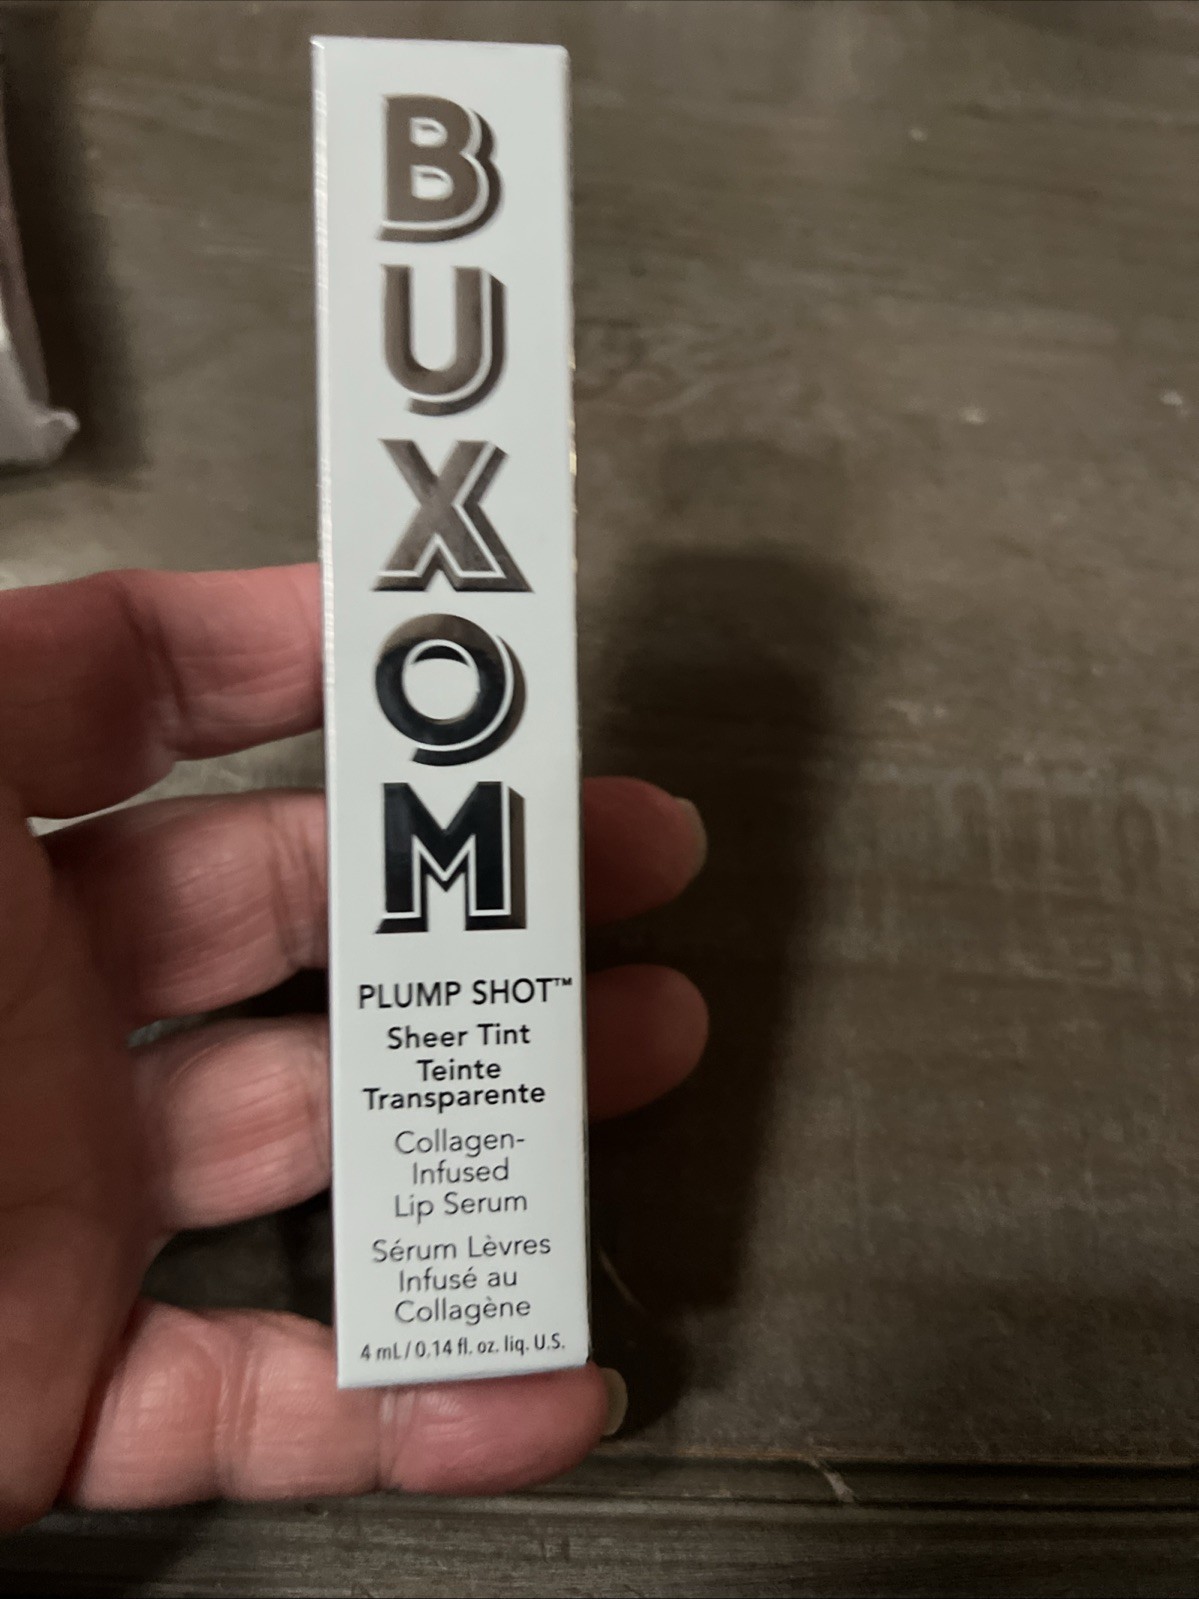 BUXOM
PLUMP SHOT™
Sheer Tint
Teinte
Transparente
Collagen-
Infused
Lip Serum
Sérum Lèvres
Infusé au
Collagène
4 mL / 0.14 fl. oz. liq. U.S.